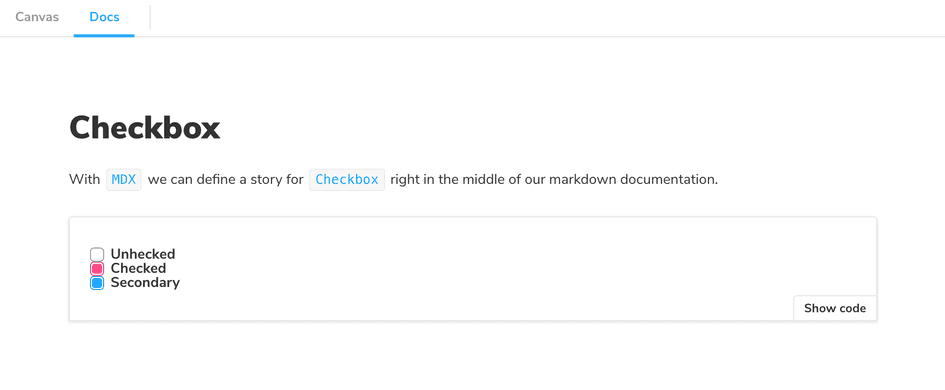 Canvas Docs
Checkbox
With MDX we can define a story for Checkbox right in the middle of our markdown documentation.
Unhecked
Checked
Secondary
Show code